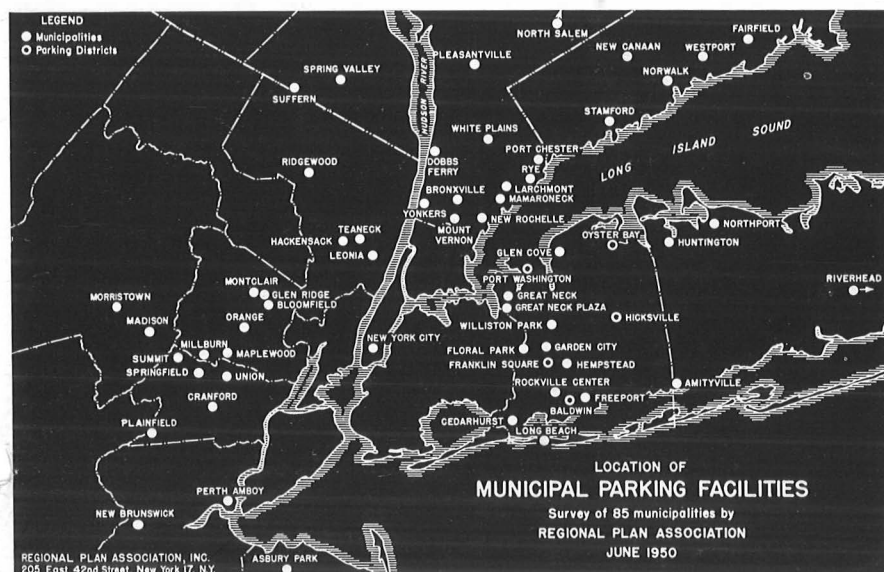 LEGEND
Municipalities
Parking Districts
NORTH SALEM
FAIRFIELD
NEW CANAAN
WESTPORT
PLEASANTVILLE
SPRING VALLEY
NORWALK
SUFFERN
HUDSON RIVER
STAMFORD
WHITE PLAINS
LONG ISLAND SOUND
PORT CHESTER
DOBBS
FERRY
RYE
RIDGEWOOD
LARCHMONT
BRONXVILLE
MAMARONECK
YONKERS
NEW ROCHELLE
MOUNT
VERNON
NORTHPORT
TEANECK
HACKENSACK
OYSTER BAY
HUNTINGTON
LEONIA
GLEN COVE
PORT WASHINGTON
RIVERHEAD
MONTCLAIR
GLEN RIDGE
BLOOMFIELD
GREAT NECK
GREAT NECK PLAZA
MORRISTOWN
ORANGE
HICKSVILLE
MADISON
WILLISTON PARK
MILLBURN
NEW YORK CITY
GARDEN CITY
SUMMIT
MAPLEWOOD
FLORAL PARK
SPRINGFIELD
UNION
FRANKLIN SQUARE
HEMPSTEAD
ROCKVILLE CENTER
AMITYVILLE
CRANFORD
FREEPORT
BALDWIN
CEDARHURST
PLAINFIELD
LONG BEACH
PERTH AMBOY
NEW BRUNSWICK
ASBURY PARK
LOCATION OF
MUNICIPAL PARKING FACILITIES
Survey of 85 municipalities by
REGIONAL PLAN ASSOCIATION
JUNE 1950
REGIONAL PLAN ASSOCIATION, INC.
205 East 42nd Street, New York 17, N.Y.